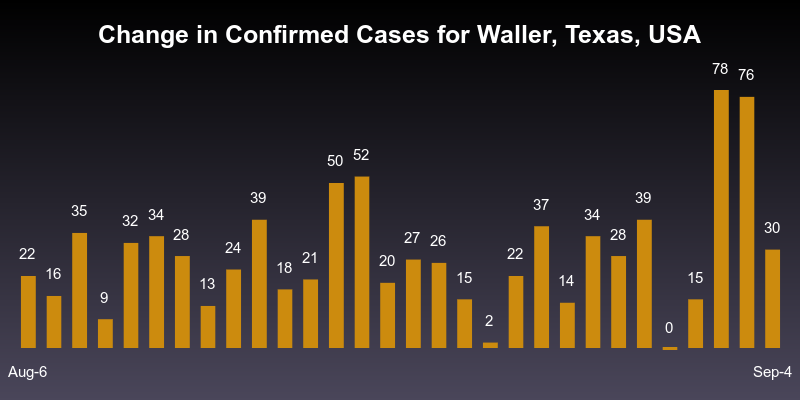 Change in Confirmed Cases for Waller, Texas, USA
22 16 35 9 32 34 28 13 24 39 18 21 50 52 20 27 26 15 2 22 37 14 34 28 39 0 15 78 76 30
Aug-6 Sep-4